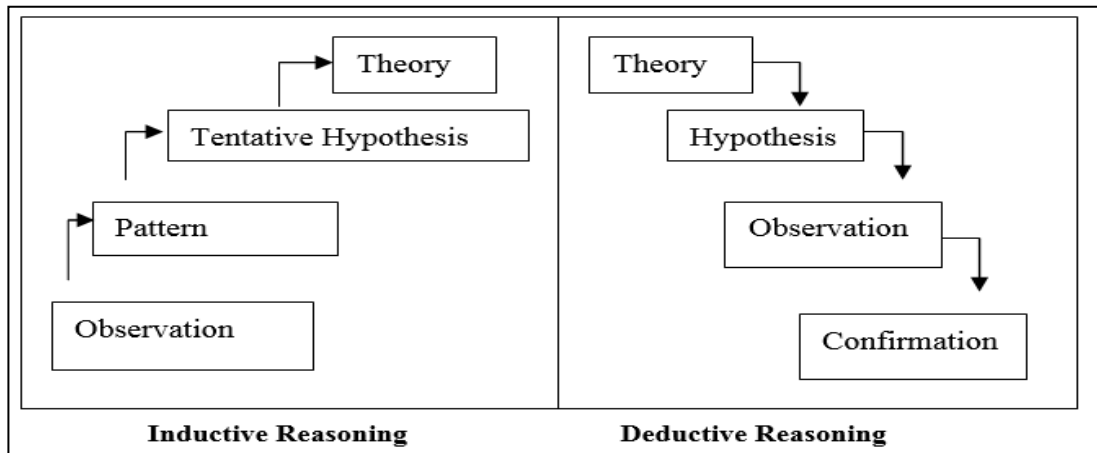 Theory
Tentative Hypothesis
Pattern
Observation
Theory
Hypothesis
Observation
Confirmation
Inductive Reasoning
Deductive Reasoning